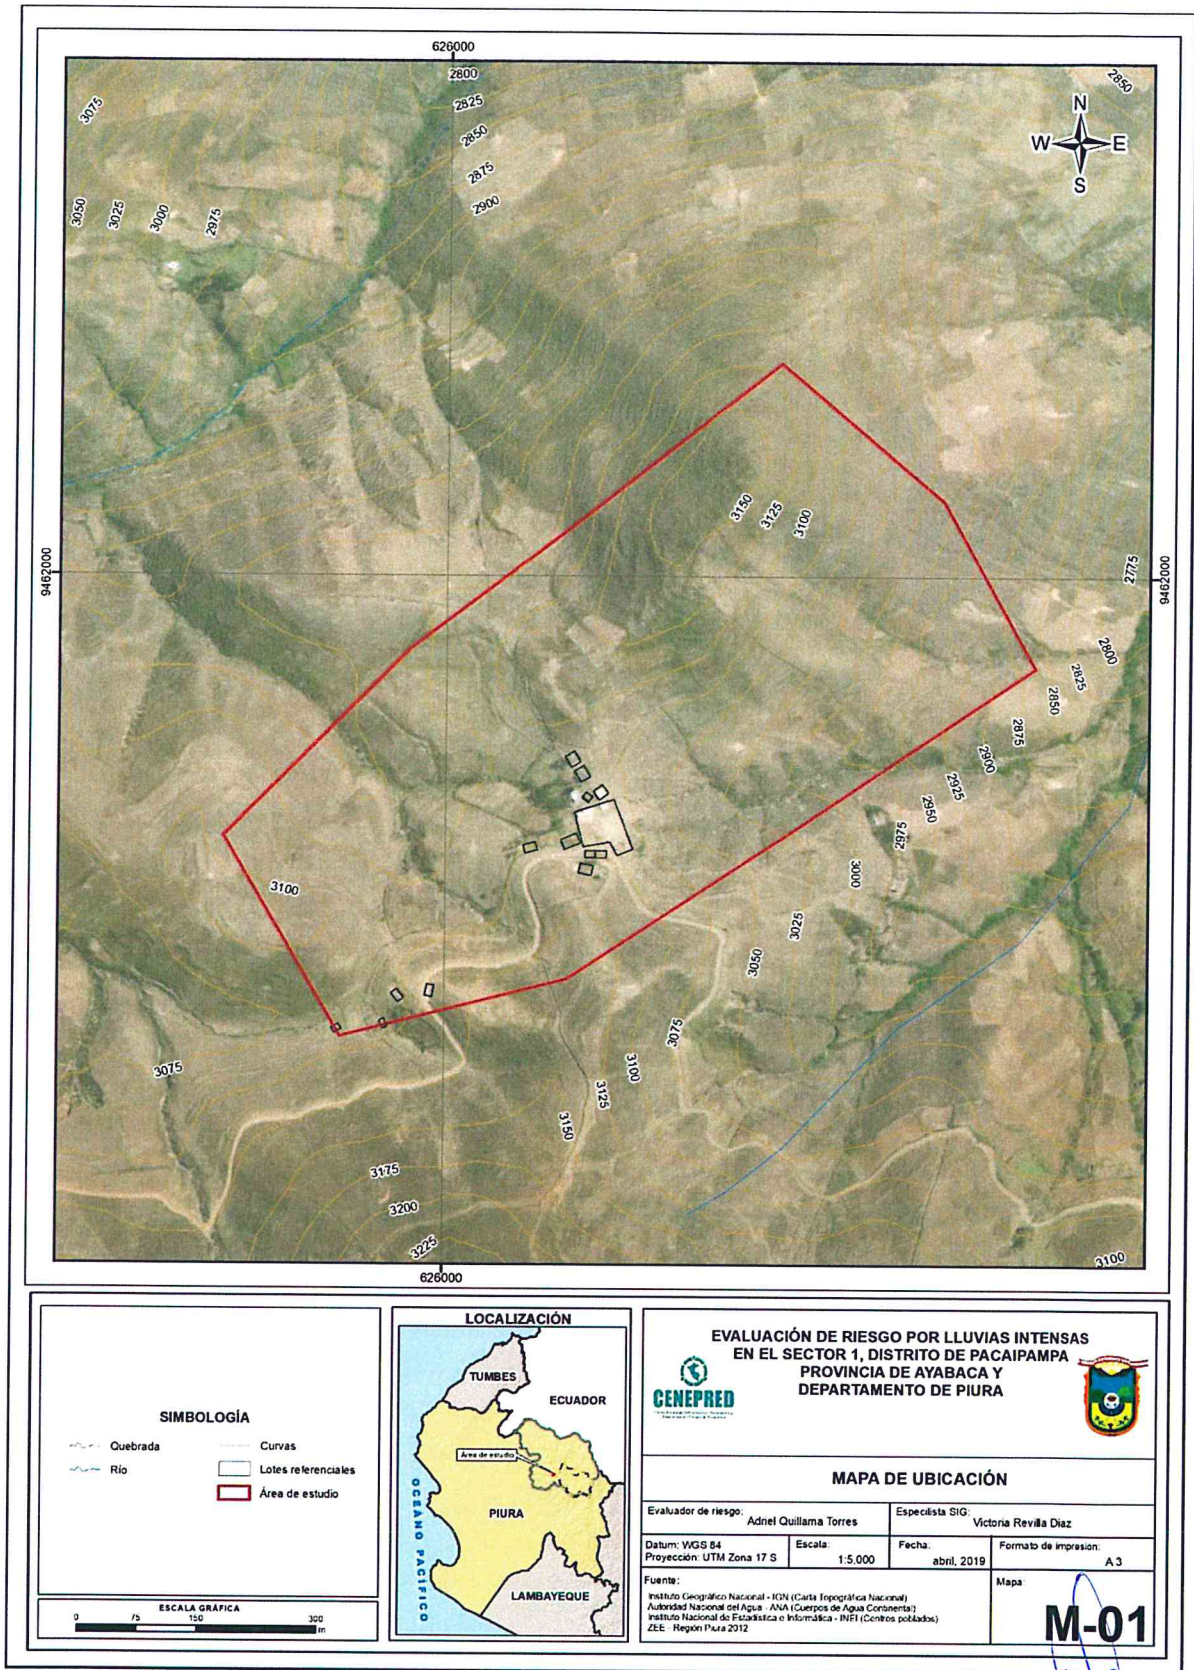 626000
2800
2825
2850
2875
2900
2850
3075
3050
3025
3000
2975
N
W E
S
3150
3125
3100
9462000
9462000
2775
2800
2825
2850
2875
2900
2925
2950
2975
3000
3025
3050
3075
3100
3125
3150
3100
3075
3175
3200
3225
3100
626000
SIMBOLOGÍA
Quebrada
Río
Curvas
Lotes referenciales
Área de estudio
ESCALA GRÁFICA
0 75 150 300
m
LOCALIZACIÓN
TUMBES
ECUADOR
Área de estudio
PIURA
OCEANO PACÍFICO
LAMBAYEQUE
EVALUACIÓN DE RIESGO POR LLUVIAS INTENSAS
EN EL SECTOR 1, DISTRITO DE PACAIPAMPA
PROVINCIA DE AYABACA Y
DEPARTAMENTO DE PIURA
CENEPRED
MAPA DE UBICACIÓN
Evaluador de riesgo:
Adriel Quillama Torres
Especilista SIG:
Victoria Revilla Diaz
Datum: WGS 84
Proyección: UTM Zona 17 S
Escala:
1:5,000
Fecha:
abril, 2019
Formato de impresion:
A 3
Fuente:
Instituto Geográfico Nacional - IGN (Carta Topográfica Nacional)
Autoridad Nacional del Agua - ANA (Cuerpos de Agua Continental)
Instituto Nacional de Estadística e Informática - INEI (Centros poblados)
ZEE - Región Piura 2012
Mapa
M-01